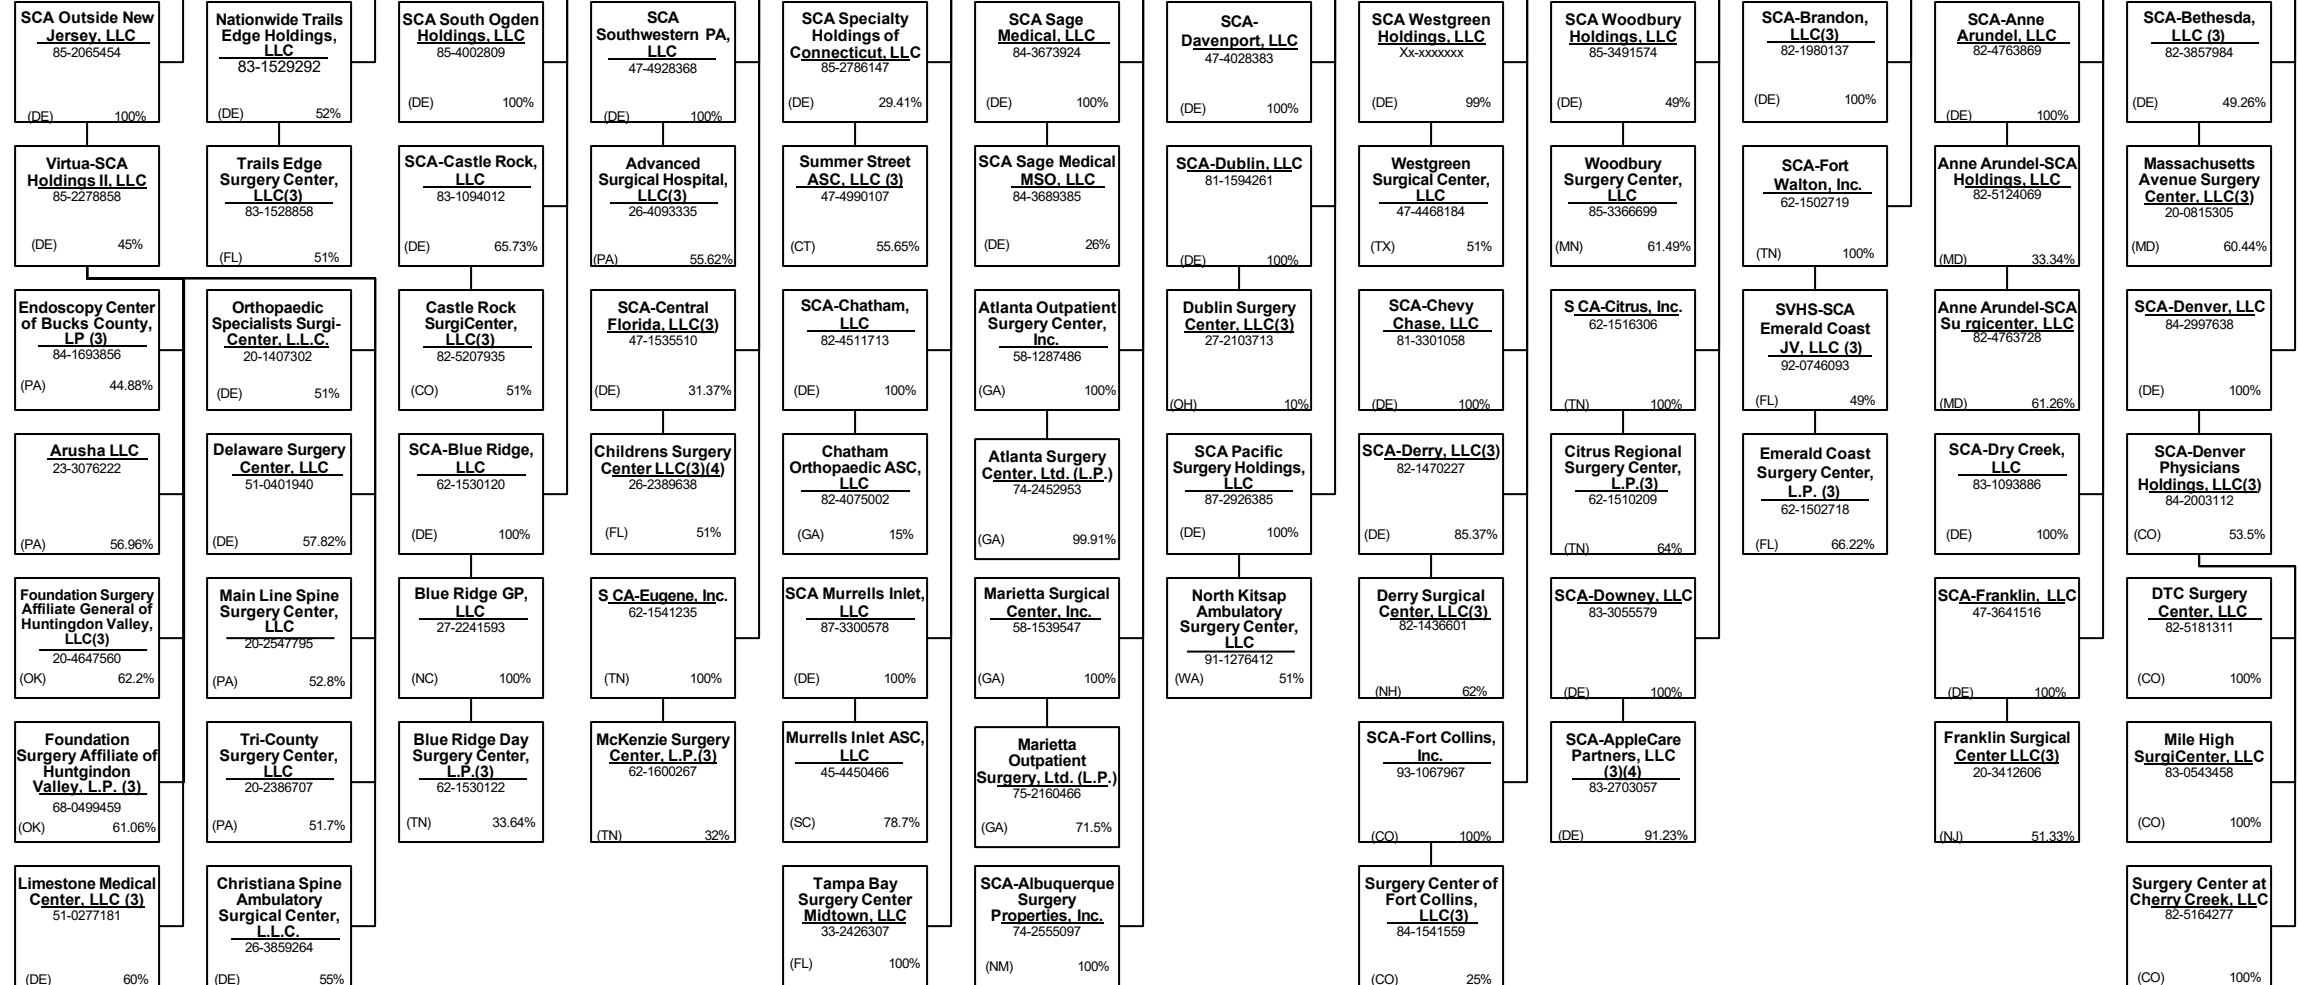 SCA Outside New
Jersey, LLC
85-2065454
(DE) 100%
Virtua-SCA
Holdings II, LLC
85-2278858
(DE) 45%
Endoscopy Center
of Bucks County,
LP (3)
84-1693856
(PA) 44.88%
Arusha LLC
23-3076222
(PA) 56.96%
Foundation Surgery
Affiliate General of
Huntingdon Valley,
LLC(3)
20-4647560
(OK) 62.2%
Foundation
Surgery Affiliate of
Huntgindon
Valley, L.P. (3)
68-0499459
(OK) 61.06%
Limestone Medical
Center, LLC (3)
51-0277181
(DE) 60%
Nationwide Trails
Edge Holdings,
LLC
83-1529292
(DE) 52%
Trails Edge
Surgery Center,
LLC(3)
83-1528858
(FL) 51%
Orthopaedic
Specialists Surgi-
Center, L.L.C.
20-1407302
(DE) 51%
Delaware Surgery
Center, LLC
51-0401940
(DE) 57.82%
Main Line Spine
Surgery Center,
LLC
20-2547795
(PA) 52.8%
Tri-County
Surgery Center,
LLC
20-2386707
(PA) 51.7%
Christiana Spine
Ambulatory
Surgical Center,
L.L.C.
26-3859264
(DE) 55%
SCA South Ogden
Holdings, LLC
85-4002809
(DE) 100%
SCA-Castle Rock,
LLC
83-1094012
(DE) 65.73%
Castle Rock
SurgiCenter,
LLC(3)
82-5207935
(CO) 51%
SCA-Blue Ridge,
LLC
62-1530120
(DE) 100%
Blue Ridge GP,
LLC
27-2241593
(NC) 100%
Blue Ridge Day
Surgery Center,
L.P.(3)
62-1530122
(TN) 33.64%
SCA
Southwestern PA,
LLC
47-4928368
(DE) 100%
Advanced
Surgical Hospital,
LLC(3)
26-4093335
(PA) 55.62%
SCA-Central
Florida, LLC(3)
47-1535510
(DE) 31.37%
Childrens Surgery
Center LLC(3)(4)
26-2389638
(FL) 51%
S CA-Eugene, Inc.
62-1541235
(TN) 100%
McKenzie Surgery
Center, L.P.(3)
62-1600267
(TN) 32%
SCA Specialty
Holdings of
Connecticut, LLC
85-2786147
(DE) 29.41%
Summer Street
ASC, LLC (3)
47-4990107
(CT) 55.65%
SCA-Chatham,
LLC
82-4511713
(DE) 100%
Chatham
Orthopaedic ASC,
LLC
82-4075002
(GA) 15%
SCA Murrells Inlet,
LLC
87-3300578
(DE) 100%
Murrells Inlet ASC,
LLC
45-4450466
(SC) 78.7%
Tampa Bay
Surgery Center
Midtown, LLC
33-2426307
(FL) 100%
SCA Sage
Medical, LLC
84-3673924
(DE) 100%
SCA Sage Medical
MSO, LLC
84-3689385
(DE) 26%
Atlanta Outpatient
Surgery Center,
Inc.
58-1287486
(GA) 100%
Atlanta Surgery
Center, Ltd. (L.P.)
74-2452953
(GA) 99.91%
Marietta Surgical
Center, Inc.
58-1539547
(GA) 100%
Marietta
Outpatient
Surgery, Ltd. (L.P.)
75-2160466
(GA) 71.5%
SCA-Albuquerque
Surgery
Properties, Inc.
74-2555097
(NM) 100%
SCA-
Davenport, LLC
47-4028383
(DE) 100%
SCA-Dublin, LLC
81-1594261
(DE) 100%
Dublin Surgery
Center, LLC(3)
27-2103713
(OH) 10%
SCA Pacific
Surgery Holdings,
LLC
87-2926385
(DE) 100%
North Kitsap
Ambulatory
Surgery Center,
LLC
91-1276412
(WA) 51%
SCA Westgreen
Holdings, LLC
Xx-xxxxxxx
(DE) 99%
Westgreen
Surgical Center,
LLC
47-4468184
(TX) 51%
SCA-Chevy
Chase, LLC
81-3301058
(DE) 100%
SCA-Derry, LLC(3)
82-1470227
(DE) 85.37%
Derry Surgical
Center, LLC(3)
82-1436601
(NH) 62%
SCA-Fort Collins,
Inc.
93-1067967
(CO) 100%
Surgery Center of
Fort Collins,
LLC(3)
84-1541559
(CO) 25%
SCA Woodbury
Holdings, LLC
85-3491574
(DE) 49%
Woodbury
Surgery Center,
LLC
85-3366699
(MN) 61.49%
S CA-Citrus, Inc.
62-1516306
(TN) 100%
Citrus Regional
Surgery Center,
L.P.(3)
62-1510209
(TN) 64%
SCA-Downey, LLC
83-3055579
(DE) 100%
SCA-AppleCare
Partners, LLC
(3)(4)
83-2703057
(DE) 91.23%
SCA-Brandon,
LLC(3)
82-1980137
(DE) 100%
SCA-Fort
Walton, Inc.
62-1502719
(TN) 100%
SVHS-SCA
Emerald Coast
JV, LLC (3)
92-0746093
(FL) 49%
Emerald Coast
Surgery Center,
L.P. (3)
62-1502718
(FL) 66.22%
SCA-Anne
Arundel, LLC
82-4763869
(DE) 100%
Anne Arundel-SCA
Holdings, LLC
82-5124069
(MD) 33.34%
Anne Arundel-SCA
Su rgicenter, LLC
82-4763728
(MD) 61.26%
SCA-Dry Creek,
LLC
83-1093886
(DE) 100%
SCA-Franklin, LLC
47-3641516
(DE) 100%
Franklin Surgical
Center LLC(3)
20-3412606
(NJ) 51.33%
SCA-Bethesda,
LLC (3)
82-3857984
(DE) 49.26%
Massachusetts
Avenue Surgery
Center, LLC(3)
20-0815305
(MD) 60.44%
SCA-Denver, LLC
84-2997638
(DE) 100%
SCA-Denver
Physicians
Holdings, LLC(3)
84-2003112
(CO) 53.5%
DTC Surgery
Center, LLC
82-5181311
(CO) 100%
Mile High
SurgiCenter, LLC
83-0543458
(CO) 100%
Surgery Center at
Cherry Creek, LLC
82-5164277
(CO) 100%